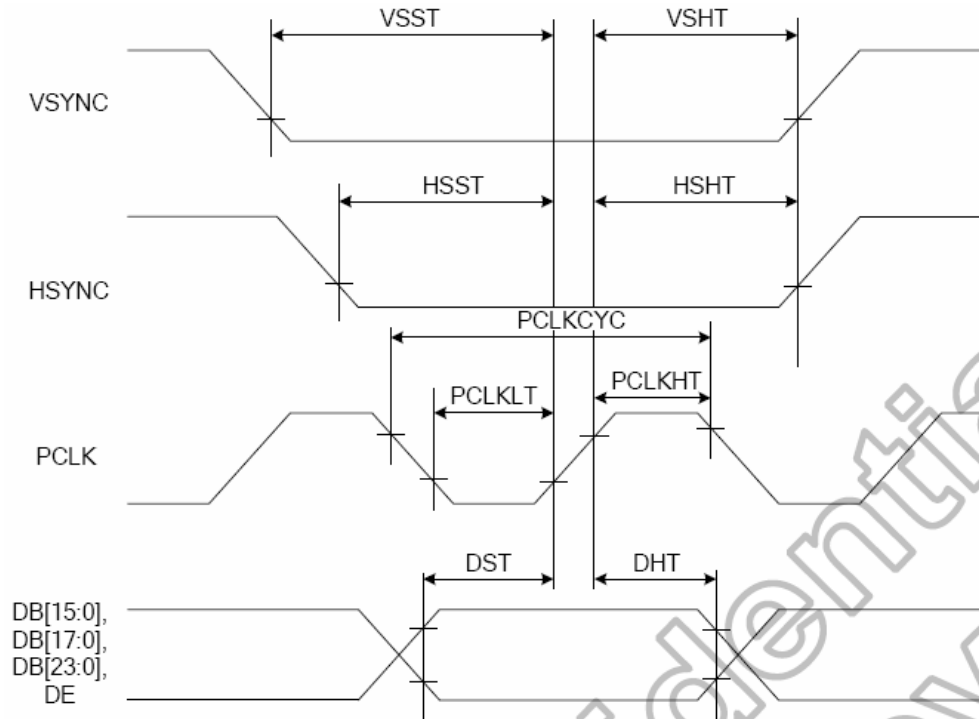 VSST VSHT
VSYNC
HSST HSHT
HSYNC
PCLKCYC
PCLKLT PCLKHT
PCLK
DST DHT
DB[15:0],
DB[17:0],
DB[23:0],
DE